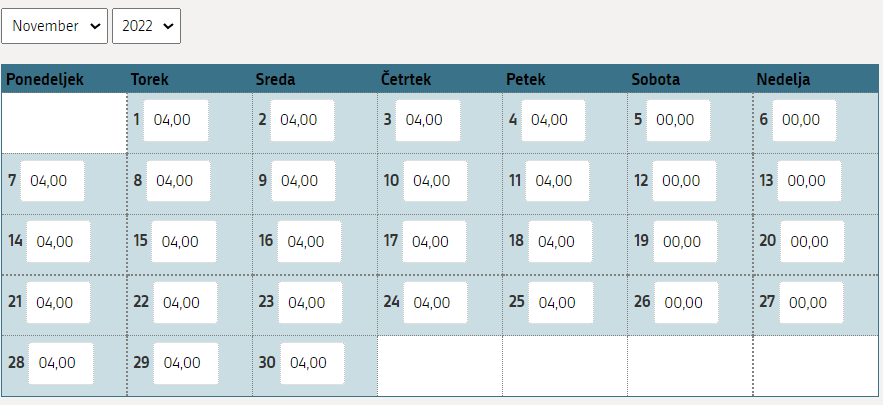 November 2022
Ponedeljek Torek Sreda Četrtek Petek Sobota Nedelja
1 04,00 2 04,00 3 04,00 4 04,00 5 00,00 6 00,00
7 04,00 8 04,00 9 04,00 10 04,00 11 04,00 12 00,00 13 00,00
14 04,00 15 04,00 16 04,00 17 04,00 18 04,00 19 00,00 20 00,00
21 04,00 22 04,00 23 04,00 24 04,00 25 04,00 26 00,00 27 00,00
28 04,00 29 04,00 30 04,00